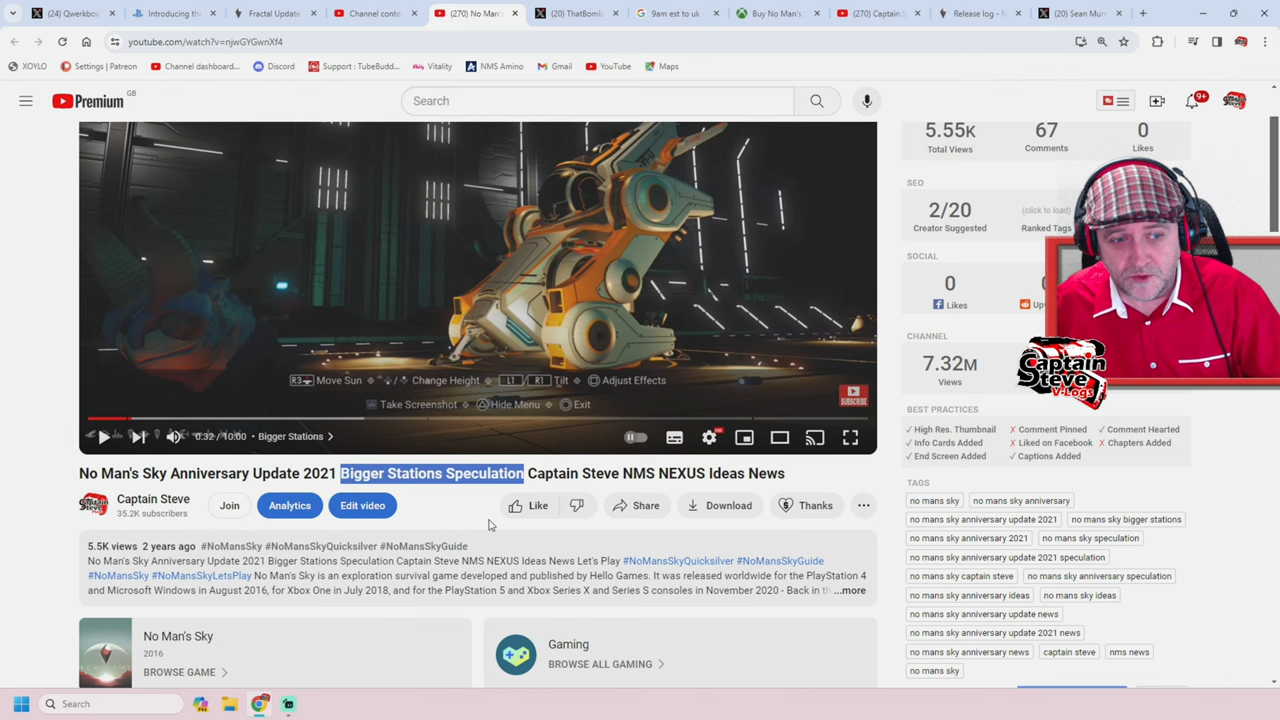 (24) Qwerkboa
Introducing the
Fractal Update
Channel conte
(270) No Man's
(20) ThatBomb
9am est to uk
Buy No Man's
(270) Captain S
Release log - N
(20) Sean Mur
youtube.com/watch?v=njwGYGwnXf4
XOYLO
Settings | Patreon
Channel dashboard...
Discord
Support : TubeBudd...
Vitality
NMS Amino
Gmail
YouTube
Maps
Premium
GB
Search
9+
5.55K
67
0
Total Views
Comments
Likes
SEO
2/20
(click to load)
Creator Suggested
Ranked Tags
SOCIAL
0
Likes
CHANNEL
7.32M
Views
Captain
Steve
V-Logs
BEST PRACTICES
✓ High Res. Thumbnail
✗ Comment Pinned
✓ Comment Hearted
✓ Info Cards Added
✗ Liked on Facebook
✗ Chapters Added
✓ End Screen Added
✓ Captions Added
TAGS
no mans sky
no mans sky anniversary
no mans sky anniversary update 2021
no mans sky bigger stations
no mans sky anniversary 2021
no mans sky speculation
no mans sky anniversary update 2021 speculation
no mans sky captain steve
no mans sky anniversary speculation
no mans sky anniversary ideas
no mans sky ideas
no mans sky anniversary update news
no mans sky anniversary update 2021 news
no mans sky anniversary news
captain steve
nms news
no man sky
R3 Move Sun
Change Height
L1 / R1 Tilt
Adjust Effects
Take Screenshot
Hide Menu
Exit
SUBSCRIBE
0:32 / 10:00 • Bigger Stations
HD
No Man's Sky Anniversary Update 2021 Bigger Stations Speculation Captain Steve NMS NEXUS Ideas News
Captain Steve
35.2K subscribers
Join
Analytics
Edit video
Like
Share
Download
Thanks
5.5K views 2 years ago #NoMansSky #NoMansSkyQuicksilver #NoMansSkyGuide
No Man's Sky Anniversary Update 2021 Bigger Stations Speculation Captain Steve NMS NEXUS Ideas News Let's Play #NoMansSkyQuicksilver #NoMansSkyGuide
#NoMansSky #NoMansSkyLetsPlay No Man's Sky is an exploration survival game developed and published by Hello Games. It was released worldwide for the PlayStation 4
and Microsoft Windows in August 2016, for Xbox One in July 2018, and for the PlayStation 5 and Xbox Series X and Series S consoles in November 2020 - Back in th ...more
No Man's Sky
2016
BROWSE GAME
Gaming
BROWSE ALL GAMING
Search